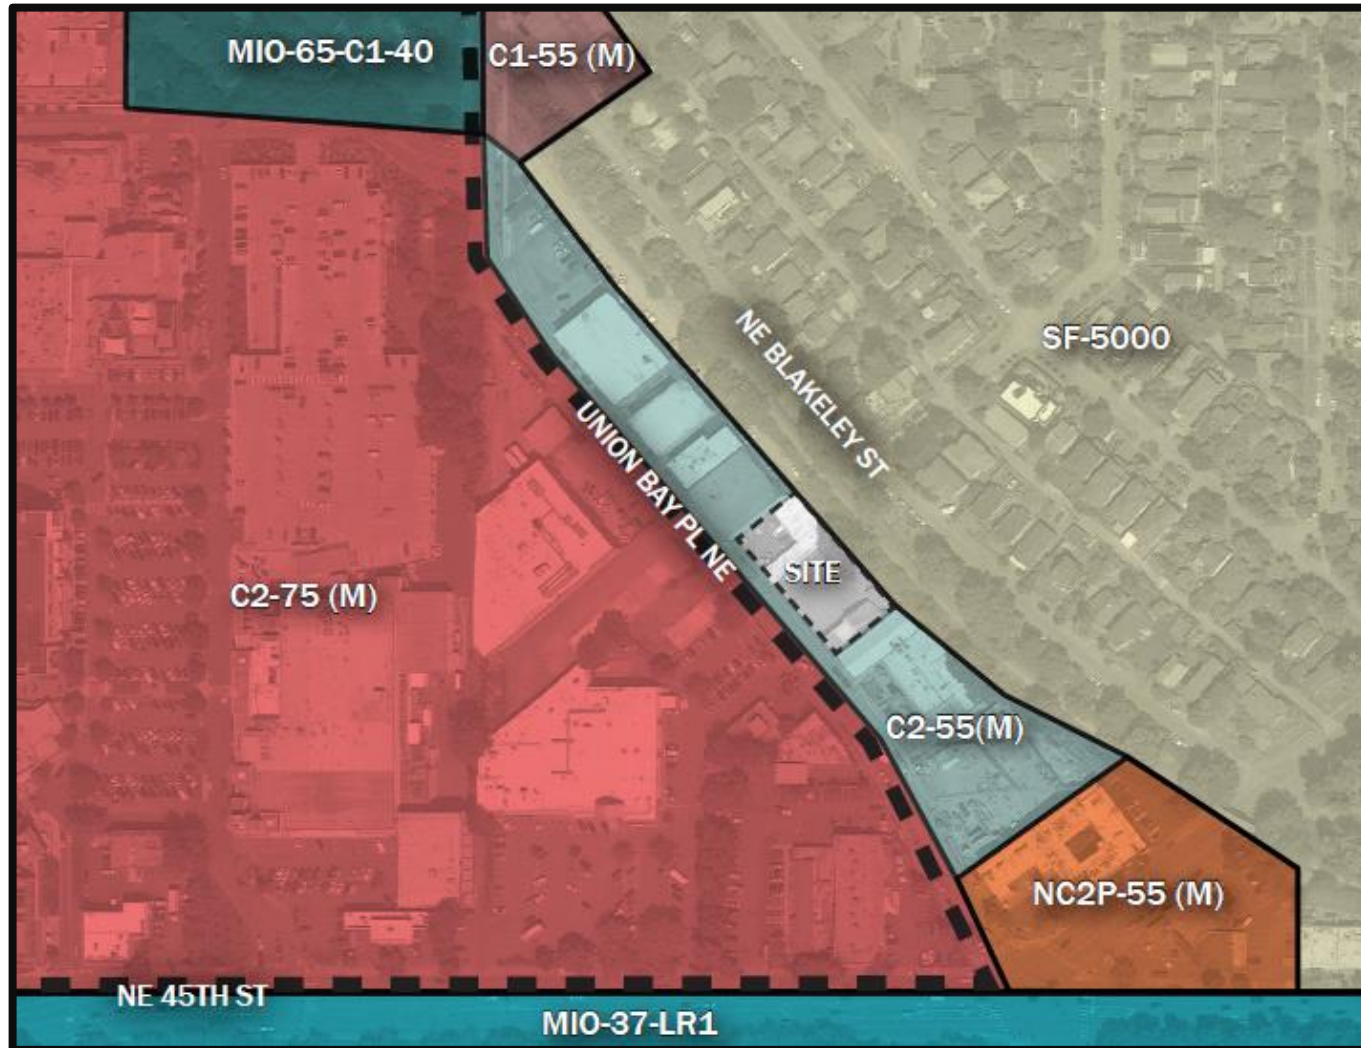 MIO-65-C1-40
C1-55 (M)
SF-5000
NE BLAKELEY ST
UNION BAY PL NE
SITE
C2-75 (M)
C2-55(M)
NC2P-55 (M)
NE 45TH ST
MIO-37-LR1